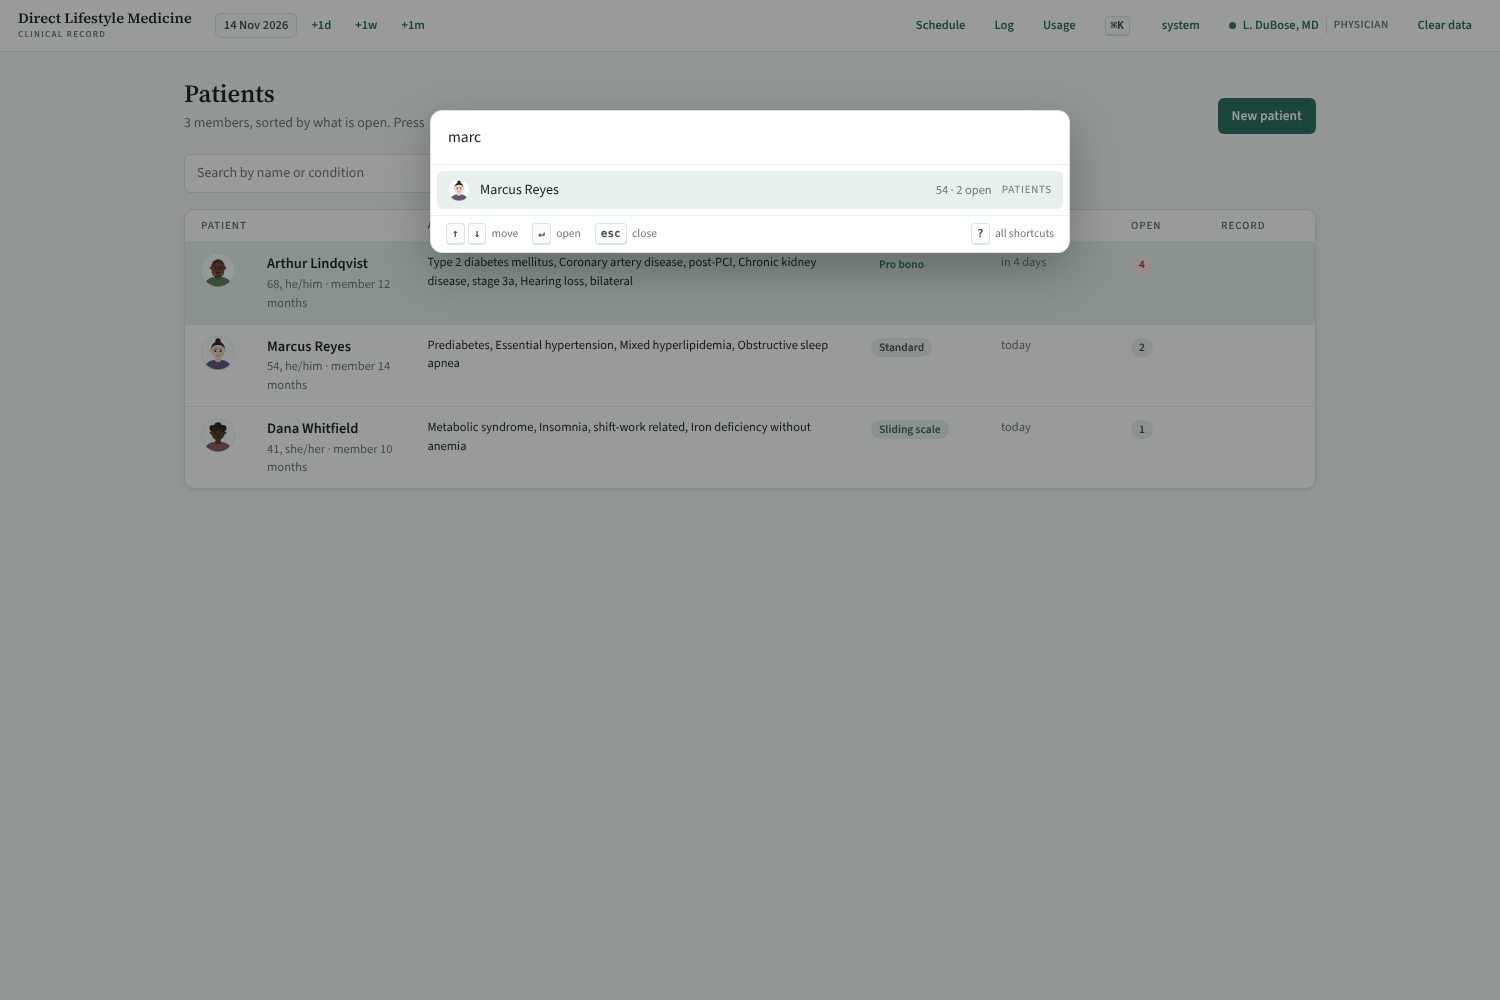 Direct Lifestyle Medicine
CLINICAL RECORD
14 Nov 2026 +1d +1w +1m
Schedule Log Usage ⌘K system L. DuBose, MD PHYSICIAN Clear data
Patients
3 members, sorted by what is open. Press
New patient
marc
Search by name or condition
Marcus Reyes 54 · 2 open PATIENTS
↑ ↓ move ↵ open esc close ? all shortcuts
PATIENT OPEN RECORD
Arthur Lindqvist
68, he/him · member 12
months
Type 2 diabetes mellitus, Coronary artery disease, post-PCI, Chronic kidney
disease, stage 3a, Hearing loss, bilateral
Pro bono
in 4 days
4
Marcus Reyes
54, he/him · member 14
months
Prediabetes, Essential hypertension, Mixed hyperlipidemia, Obstructive sleep
apnea
Standard
today
2
Dana Whitfield
41, she/her · member 10
months
Metabolic syndrome, Insomnia, shift-work related, Iron deficiency without
anemia
Sliding scale
today
1